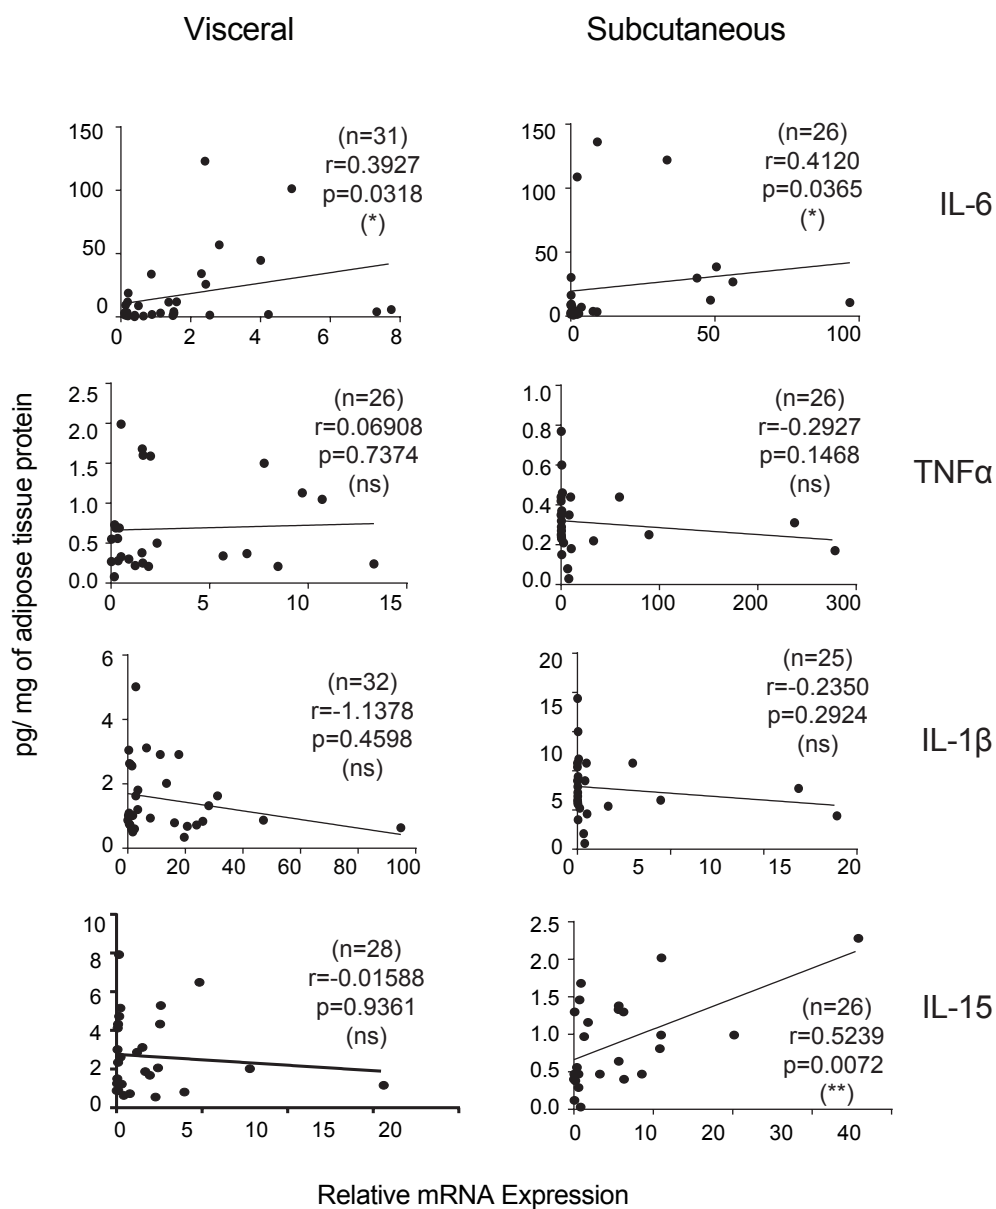 Visceral
Subcutaneous
150
100
50
0
0
2
4
6
8
(n=31)
r=0.3927
p=0.0318
(*)
150
100
50
0
0
50
100
(n=26)
r=0.4120
p=0.0365
(*)
IL-6
pg/ mg of adipose tissue protein
2.5
2.0
1.5
1.0
0.5
0.0
0
5
10
15
(n=26)
r=0.06908
p=0.7374
(ns)
1.0
0.8
0.6
0.4
0.2
0.0
0
100
200
300
(n=26)
r=-0.2927
p=0.1468
(ns)
TNFα
6
4
2
0
0
20
40
60
80
100
(n=32)
r=-1.1378
p=0.4598
(ns)
20
15
10
5
0
0
5
10
15
20
(n=25)
r=-0.2350
p=0.2924
(ns)
IL-1β
10
8
6
4
2
0
0
5
10
15
20
(n=28)
r=-0.01588
p=0.9361
(ns)
2.5
2.0
1.5
1.0
0.5
0.0
0
10
20
30
40
(n=26)
r=0.5239
p=0.0072
(**)
IL-15
Relative mRNA Expression